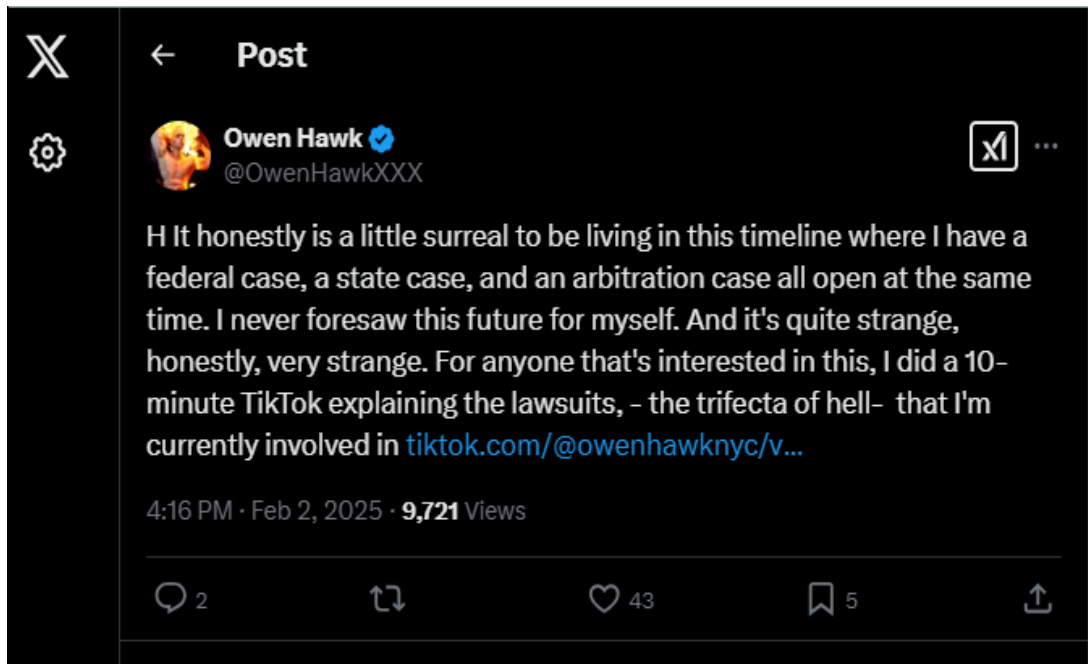 Post
Owen Hawk
@OwenHawkXXX
H It honestly is a little surreal to be living in this timeline where I have a
federal case, a state case, and an arbitration case all open at the same
time. I never foresaw this future for myself. And it's quite strange,
honestly, very strange. For anyone that's interested in this, I did a 10-
minute TikTok explaining the lawsuits, - the trifecta of hell-  that I'm
currently involved in tiktok.com/@owenhawknyc/v...
4:16 PM · Feb 2, 2025 · 9,721 Views
2 43 5